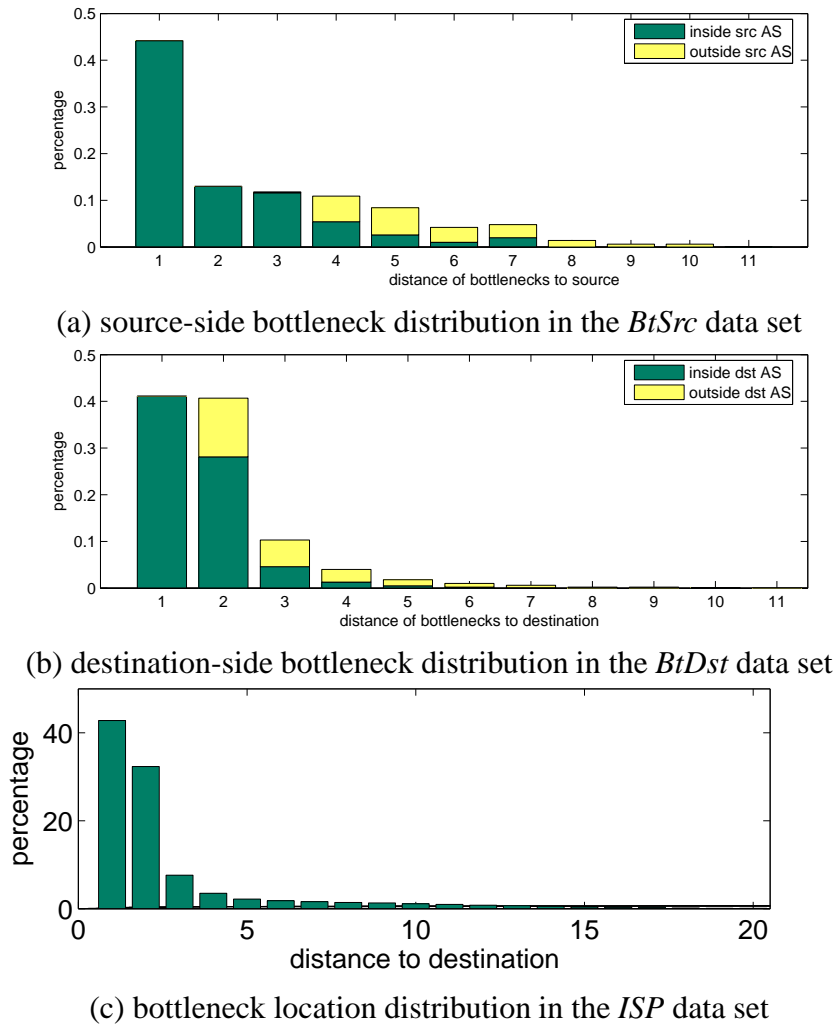 0.5
0.4
0.3
0.2
0.1
0
percentage
inside src AS
outside src AS
1 2 3 4 5 6 7 8 9 10 11
distance of bottlenecks to source
(a) source-side bottleneck distribution in the BtSrc data set
0.5
0.4
0.3
0.2
0.1
0
percentage
inside dst AS
outside dst AS
1 2 3 4 5 6 7 8 9 10 11
distance of bottlenecks to destination
(b) destination-side bottleneck distribution in the BtDst data set
40
20
0
percentage
0 5 10 15 20
distance to destination
(c) bottleneck location distribution in the ISP data set